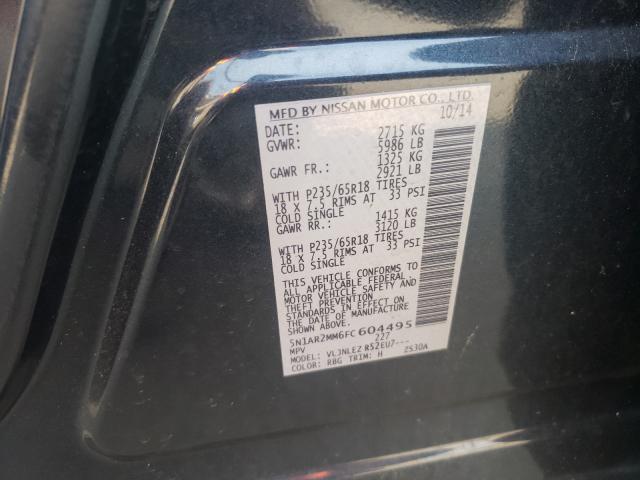 MFD BY NISSAN MOTOR CO., LTD.
DATE: 10/14
GVWR: 2715 KG
5986 LB
GAWR FR.: 1325 KG
2921 LB
WITH P235/65R18 TIRES
18 X 7.5 RIMS AT 33 PSI
COLD SINGLE
GAWR RR.: 1415 KG
3120 LB
WITH P235/65R18 TIRES
18 X 7.5 RIMS AT 33 PSI
COLD SINGLE
THIS VEHICLE CONFORMS TO
ALL APPLICABLE FEDERAL
MOTOR VEHICLE SAFETY AND
THEFT PREVENTION
STANDARDS IN EFFECT ON
THE DATE OF MANUFACTURE
SHOWN ABOVE.
5N1AR2MM6FC604495
MPV 227
MODEL: VLJNLEZ R52EU7---
COLOR: RBG TRIM: H 2530A